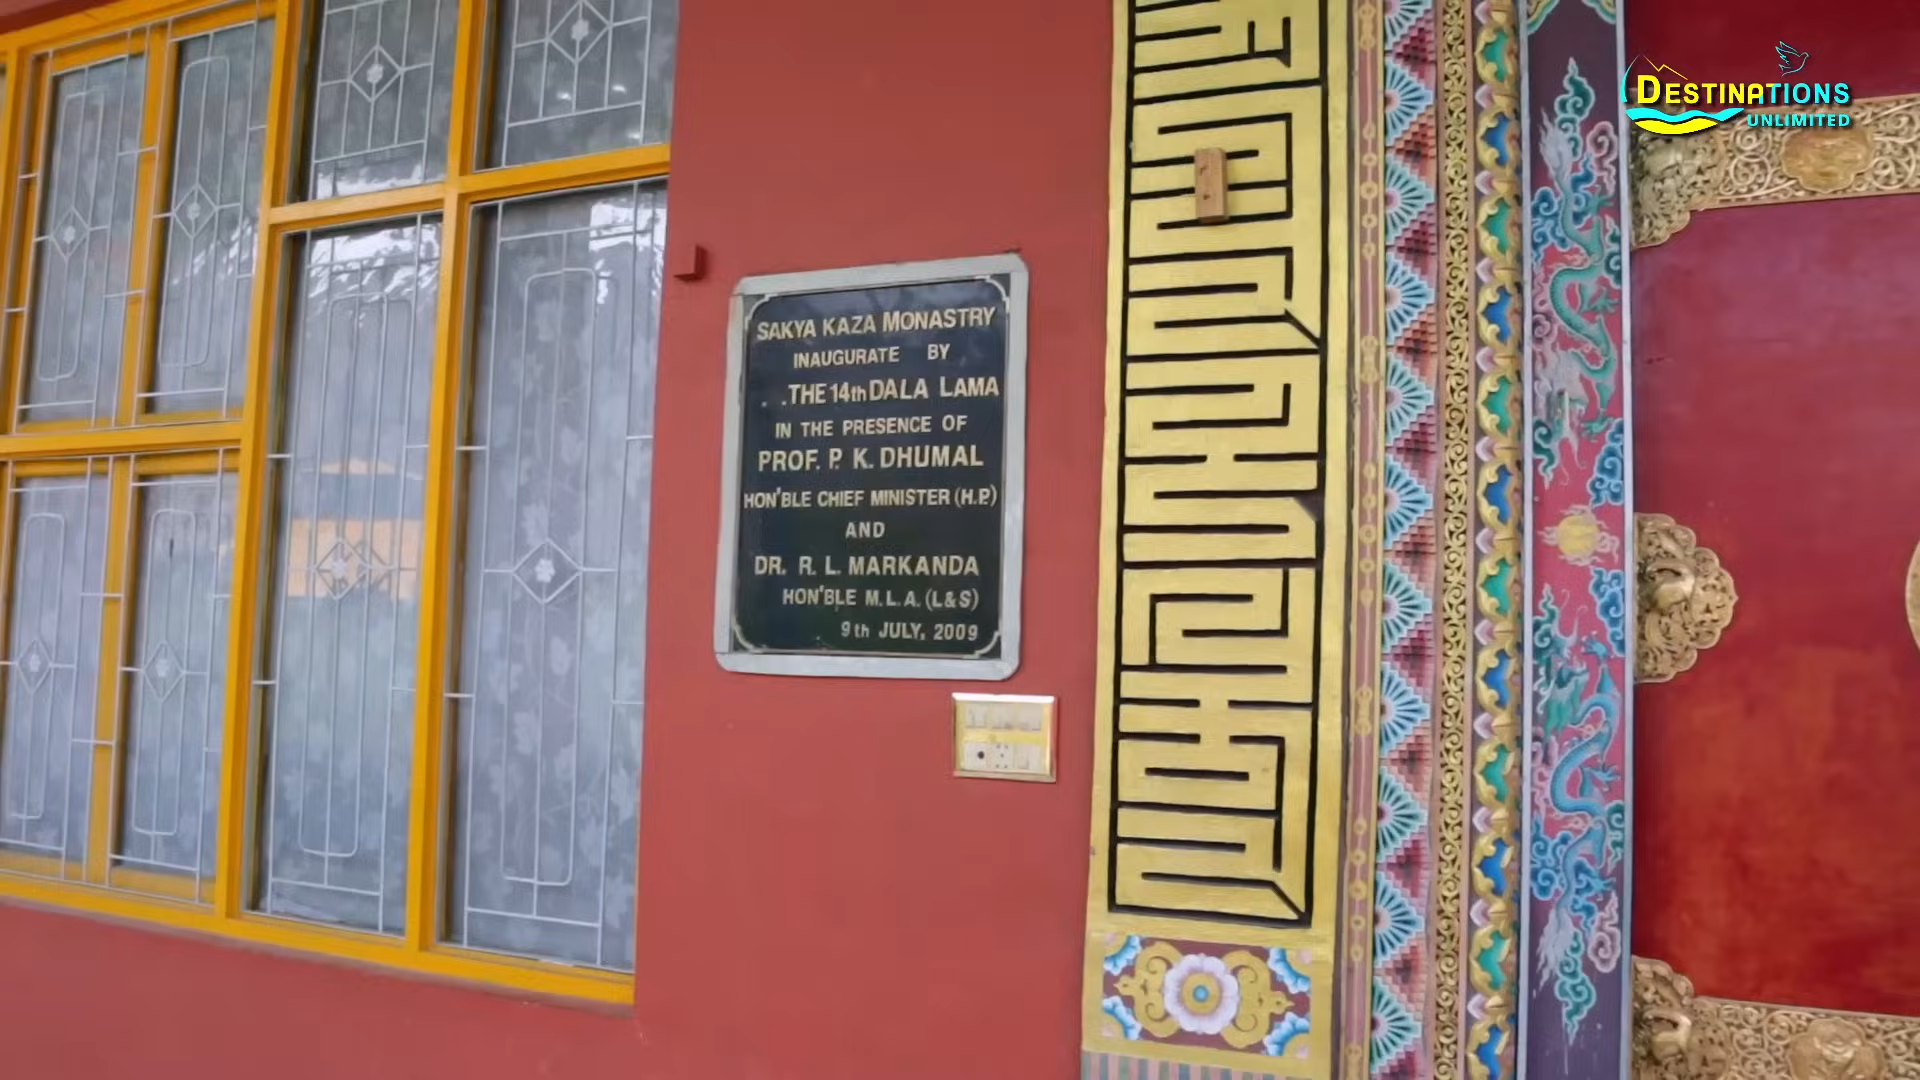 SAKYA KAZA MONASTRY
INAUGURATE BY
THE 14th DALA LAMA
IN THE PRESENCE OF
PROF. P. K. DHUMAL
HON'BLE CHIEF MINISTER (H.P.)
AND
DR. R. L. MARKANDA
HON'BLE M.L.A. (L&S)
9th JULY, 2009
DESTINATIONS
UNLIMITED